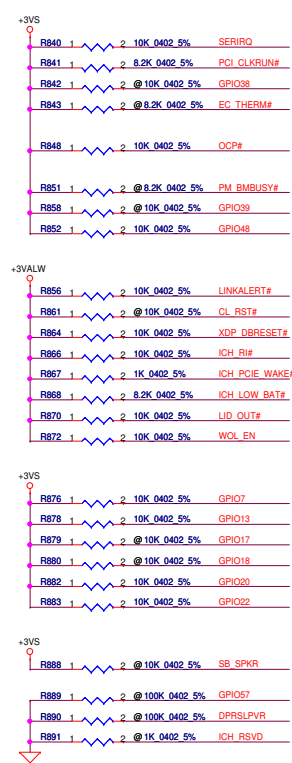 +3VS
R840 1 2 10K_0402_5% SERIRQ
R841 1 2 8.2K_0402_5% PCI_CLKRUN#
R842 1 2 @10K_0402_5% GPIO38
R843 1 2 @8.2K_0402_5% EC_THERM#
R848 1 2 10K_0402_5% OCP#
R851 1 2 @8.2K_0402_5% PM_BMBUSY#
R858 1 2 @10K_0402_5% GPIO39
R852 1 2 10K_0402_5% GPIO48
+3VALW
R856 1 2 10K_0402_5% LINKALERT#
R861 1 2 @10K_0402_5% CL_RST#
R864 1 2 10K_0402_5% XDP_DBRESET#
R866 1 2 10K_0402_5% ICH_RI#
R867 1 2 1K_0402_5% ICH_PCIE_WAKE#
R868 1 2 8.2K_0402_5% ICH_LOW_BAT#
R870 1 2 10K_0402_5% LID_OUT#
R872 1 2 10K_0402_5% WOL_EN
+3VS
R876 1 2 10K_0402_5% GPIO7
R878 1 2 10K_0402_5% GPIO13
R879 1 2 @10K_0402_5% GPIO17
R880 1 2 @10K_0402_5% GPIO18
R882 1 2 10K_0402_5% GPIO20
R883 1 2 10K_0402_5% GPIO22
+3VS
R888 1 2 @10K_0402_5% SB_SPKR
R889 1 2 @100K_0402_5% GPIO57
R890 1 2 @100K_0402_5% DPRSLPVR
R891 1 2 @1K_0402_5% ICH_RSVD